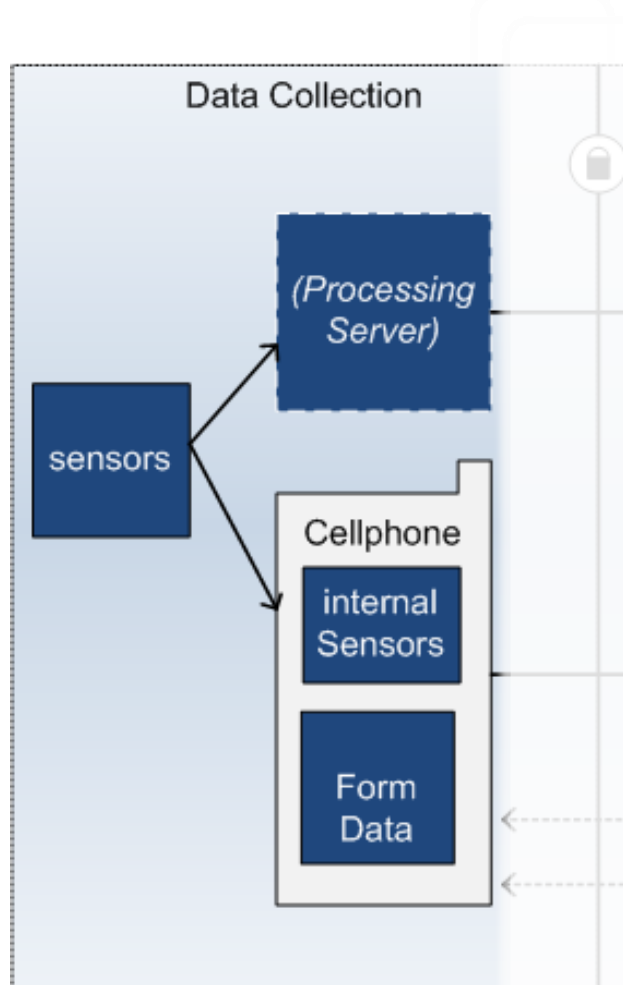 Data Collection
(Processing
Server)
sensors
Cellphone
internal
Sensors
Form
Data